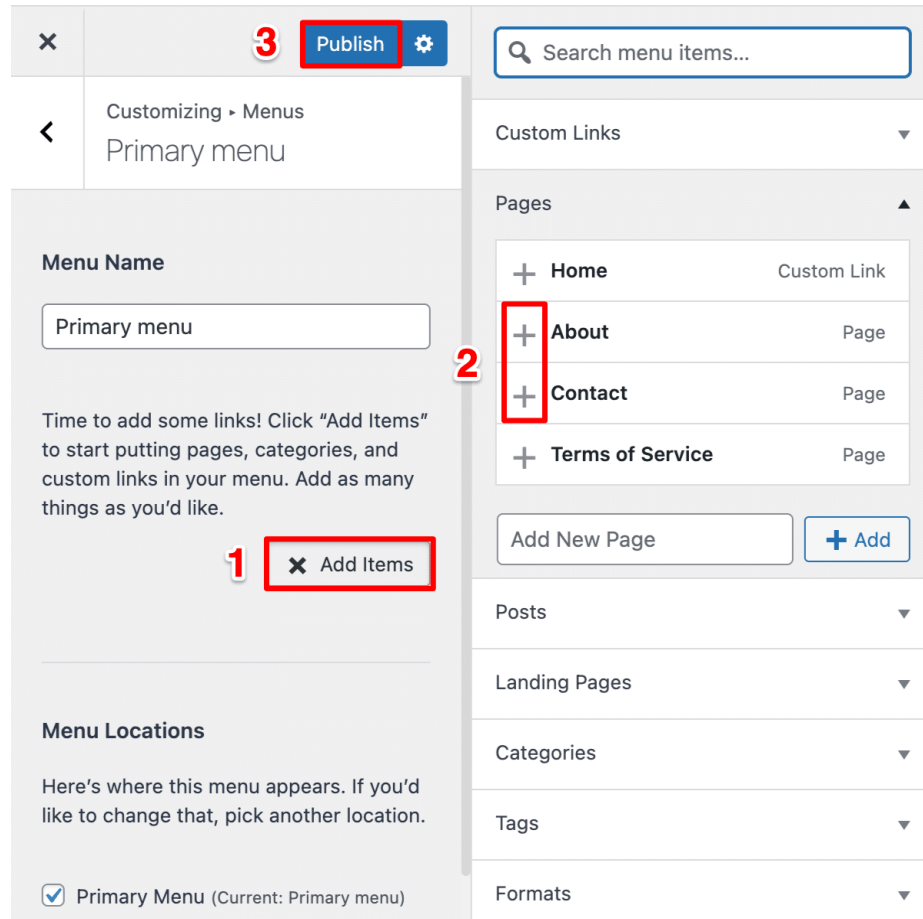 3
Publish
Customizing ▸ Menus
Primary menu
Menu Name
Primary menu
Time to add some links! Click “Add Items”
to start putting pages, categories, and
custom links in your menu. Add as many
things as you’d like.
1
Add Items
Menu Locations
Here’s where this menu appears. If you’d
like to change that, pick another location.
Primary Menu (Current: Primary menu)
Search menu items...
Custom Links
Pages
Home Custom Link
2
About Page
Contact Page
Terms of Service Page
Add New Page
Add
Posts
Landing Pages
Categories
Tags
Formats